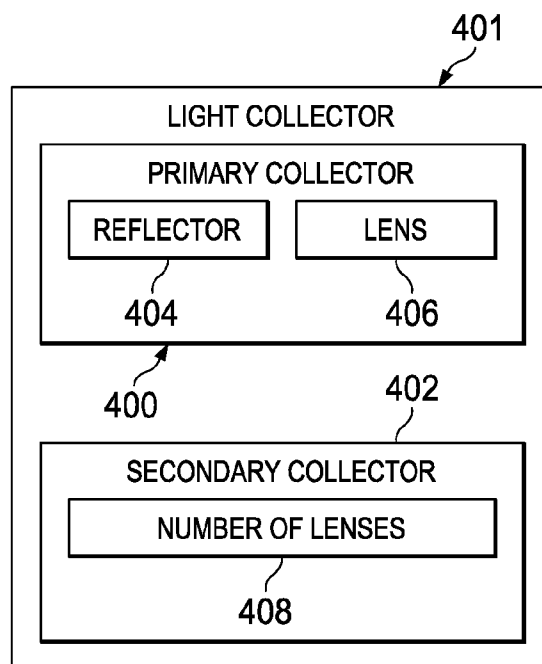 401
LIGHT COLLECTOR
PRIMARY COLLECTOR
REFLECTOR LENS
404 406
400
402
SECONDARY COLLECTOR
NUMBER OF LENSES
408